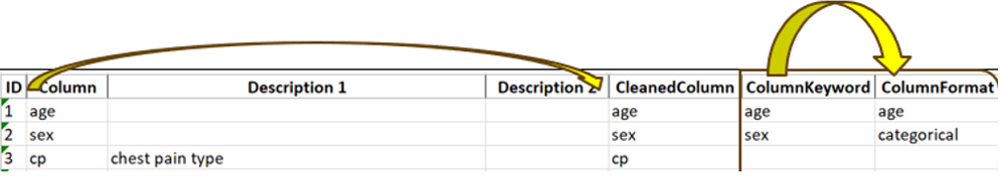 ID Column Description 1 Description 2 CleanedColumn ColumnKeyword ColumnFormat
1 age age age age
2 sex sex sex categorical
3 cp chest pain type cp